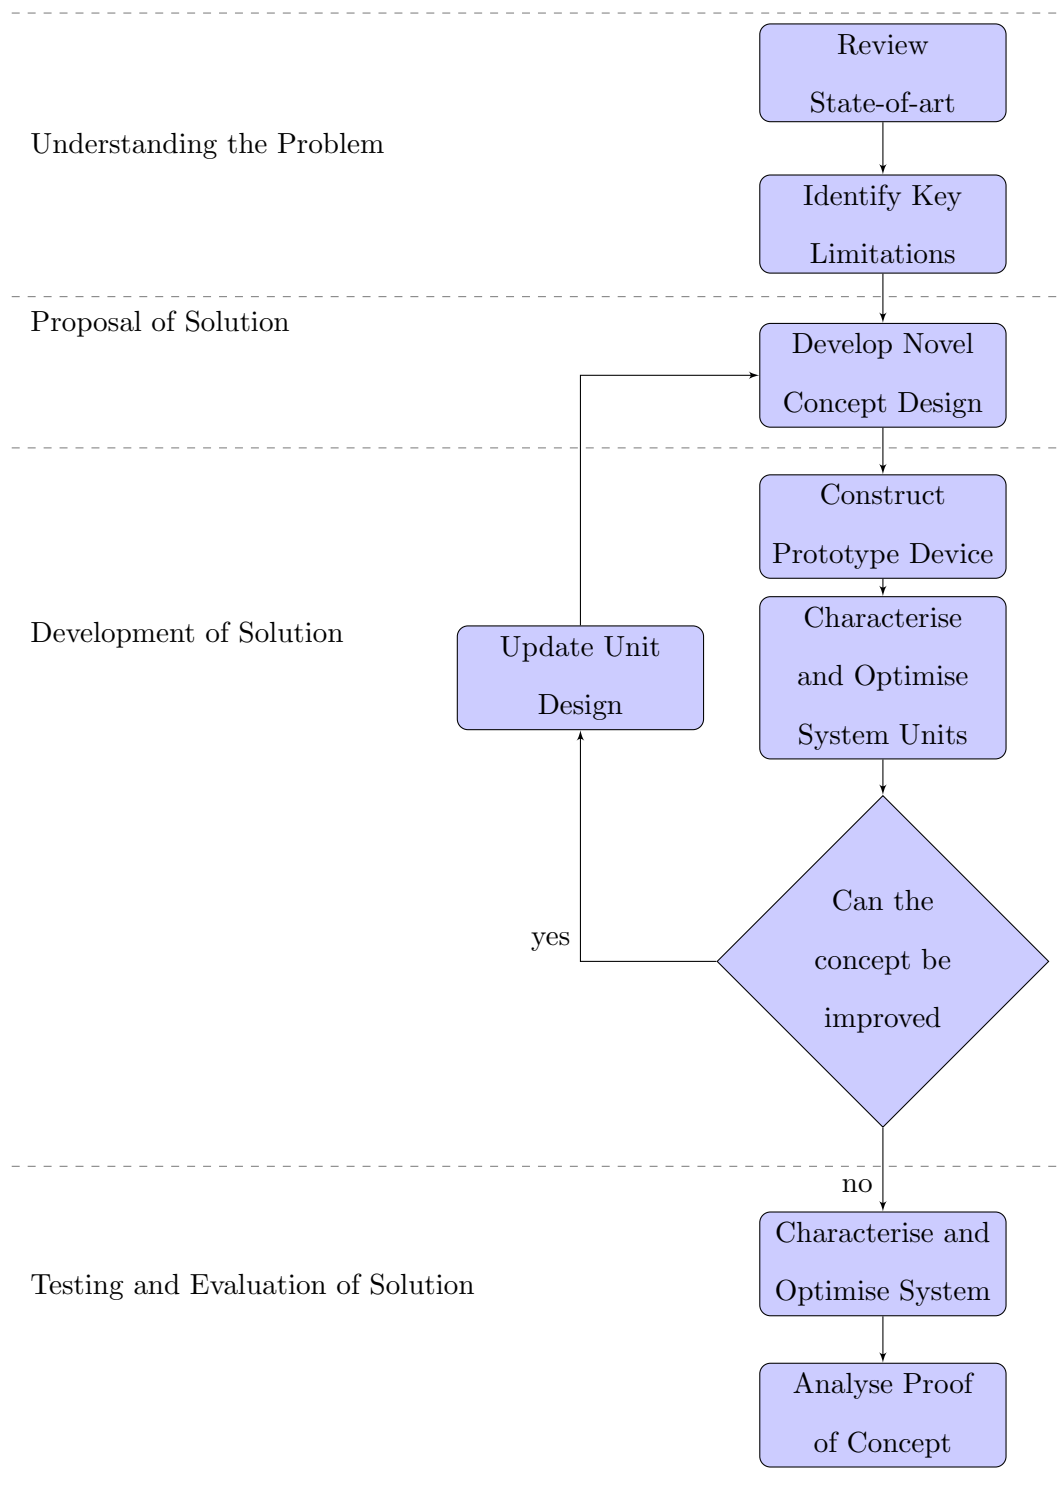 Review
State-of-art
Understanding the Problem
Identify Key
Limitations
Proposal of Solution
Develop Novel
Concept Design
Construct
Prototype Device
Development of Solution
Characterise
and Optimise
System Units
Update Unit
Design
Can the
concept be
improved
yes
no
Characterise and
Optimise System
Testing and Evaluation of Solution
Analyse Proof
of Concept